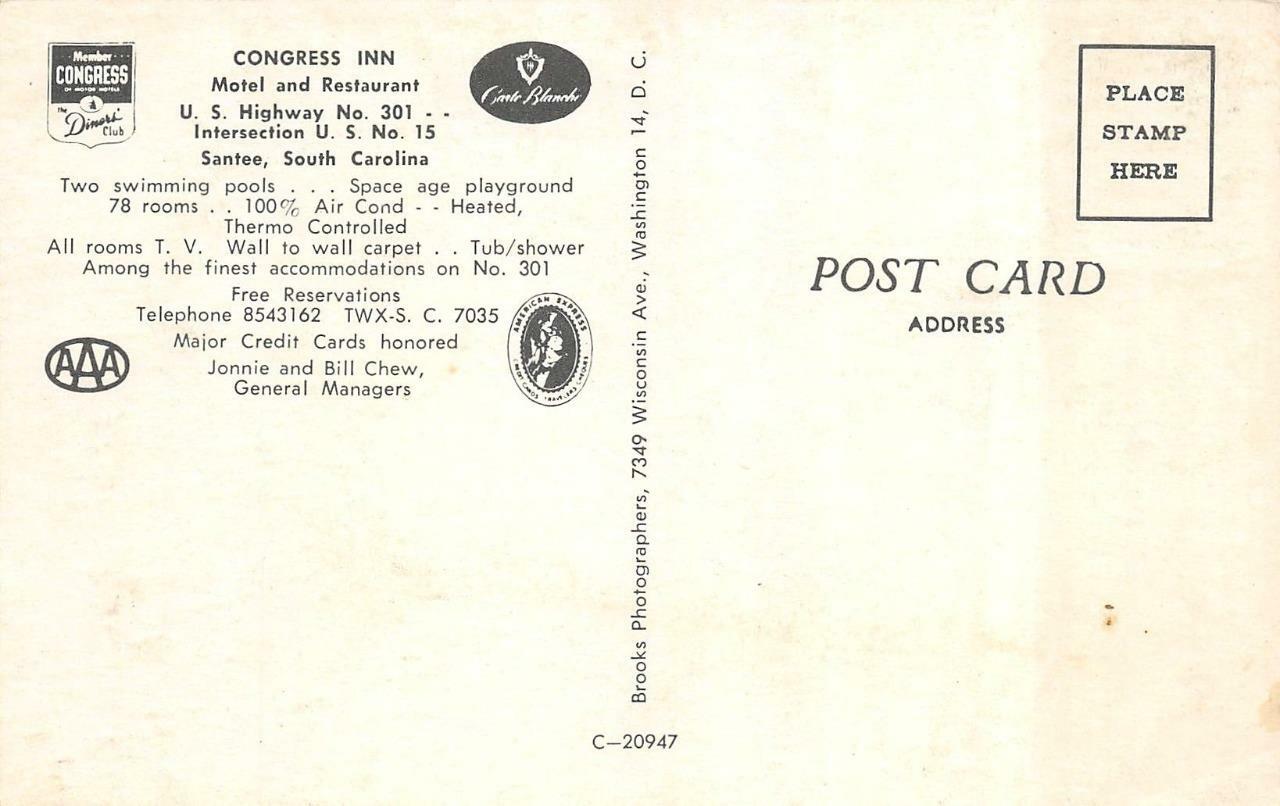 Member
CONGRESS
OF MOTOR HOTELS
The
Diners'
Club
CONGRESS INN
Motel and Restaurant
U. S. Highway No. 301 - -
Intersection U. S. No. 15
Santee, South Carolina
Carte Blanche
Two swimming pools . . . Space age playground
78 rooms . . 100% Air Cond - - Heated,
Thermo Controlled
All rooms T. V. Wall to wall carpet . . Tub/shower
Among the finest accommodations on No. 301
Free Reservations
Telephone 8543162 TWX-S. C. 7035
Major Credit Cards honored
Jonnie and Bill Chew,
General Managers
AAA
AMERICAN EXPRESS
CREDIT CARDS TRAVELERS CHEQUES
Brooks Photographers, 7349 Wisconsin Ave., Washington 14, D. C.
C—20947
PLACE
STAMP
HERE
POST CARD
ADDRESS